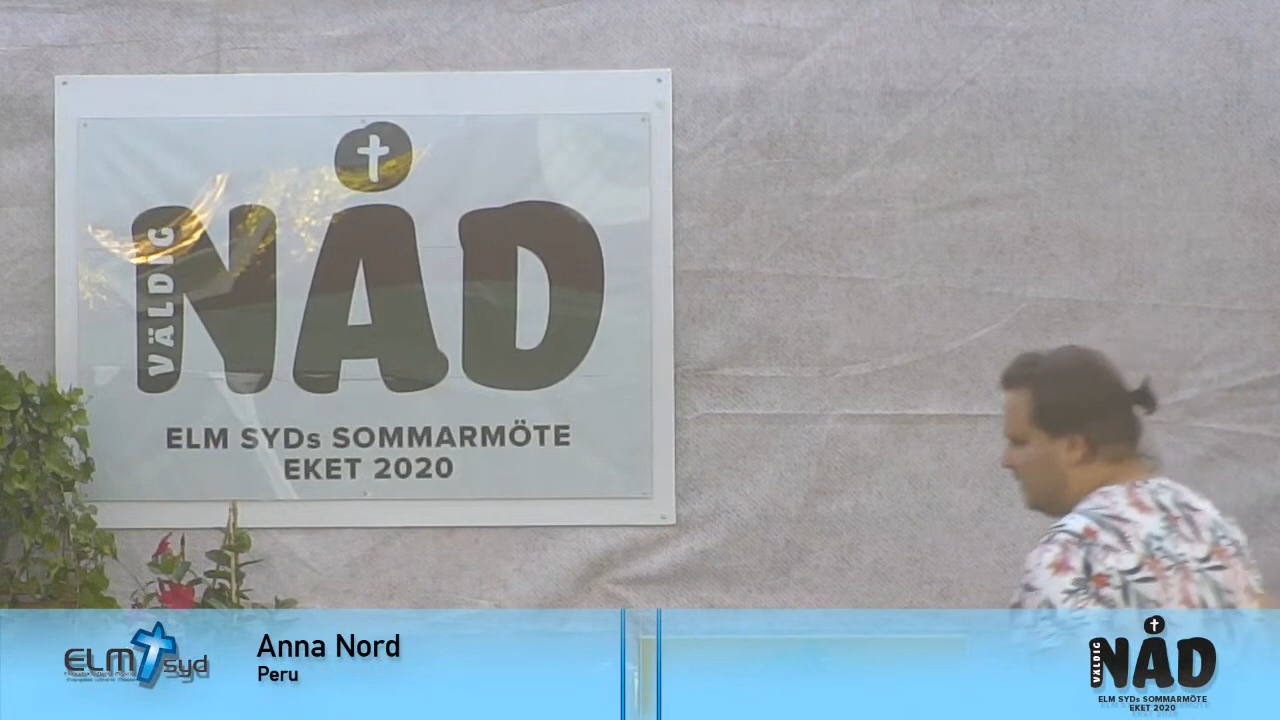 VÄLDIG
NÅD
ELM SYDs SOMMARMÖTE
EKET 2020
ELM syd
Anna Nord
Peru
VÄLDIG
NÅD
ELM SYDs SOMMARMÖTE
EKET 2020